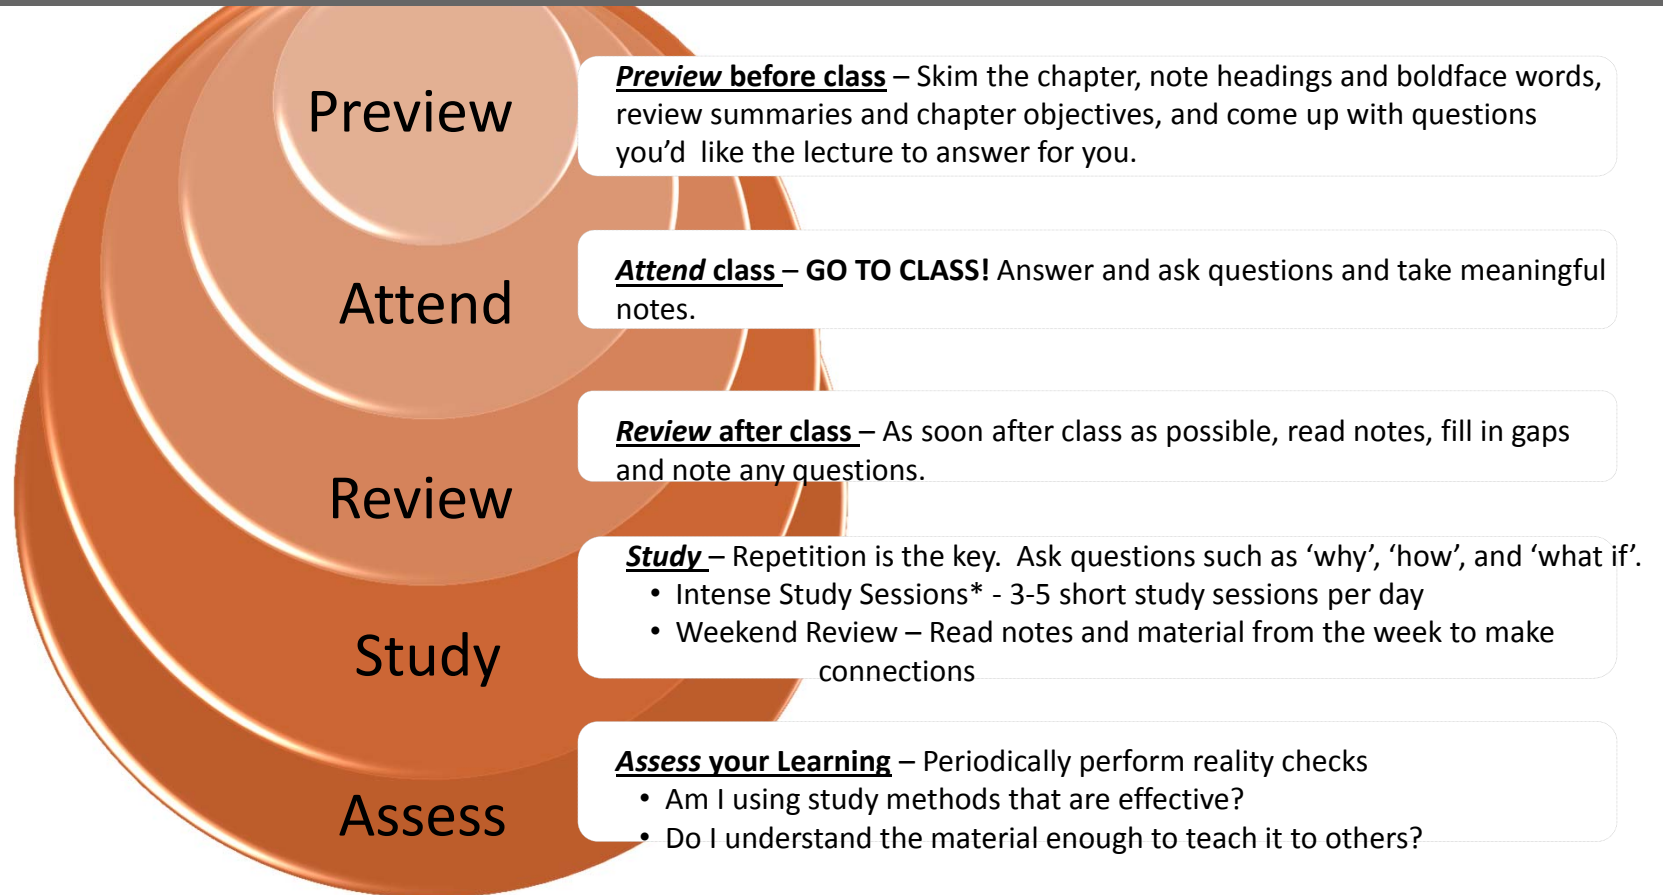 Preview
Preview before class – Skim the chapter, note headings and boldface words,
review summaries and chapter objectives, and come up with questions
you’d  like the lecture to answer for you.
Attend
Attend class – GO TO CLASS! Answer and ask questions and take meaningful
notes.
Review
Review after class – As soon after class as possible, read notes, fill in gaps
and note any questions.
Study
Study – Repetition is the key.  Ask questions such as ‘why’, ‘how’, and ‘what if’.
• Intense Study Sessions* - 3-5 short study sessions per day
• Weekend Review – Read notes and material from the week to make
connections
Assess
Assess your Learning – Periodically perform reality checks
• Am I using study methods that are effective?
• Do I understand the material enough to teach it to others?